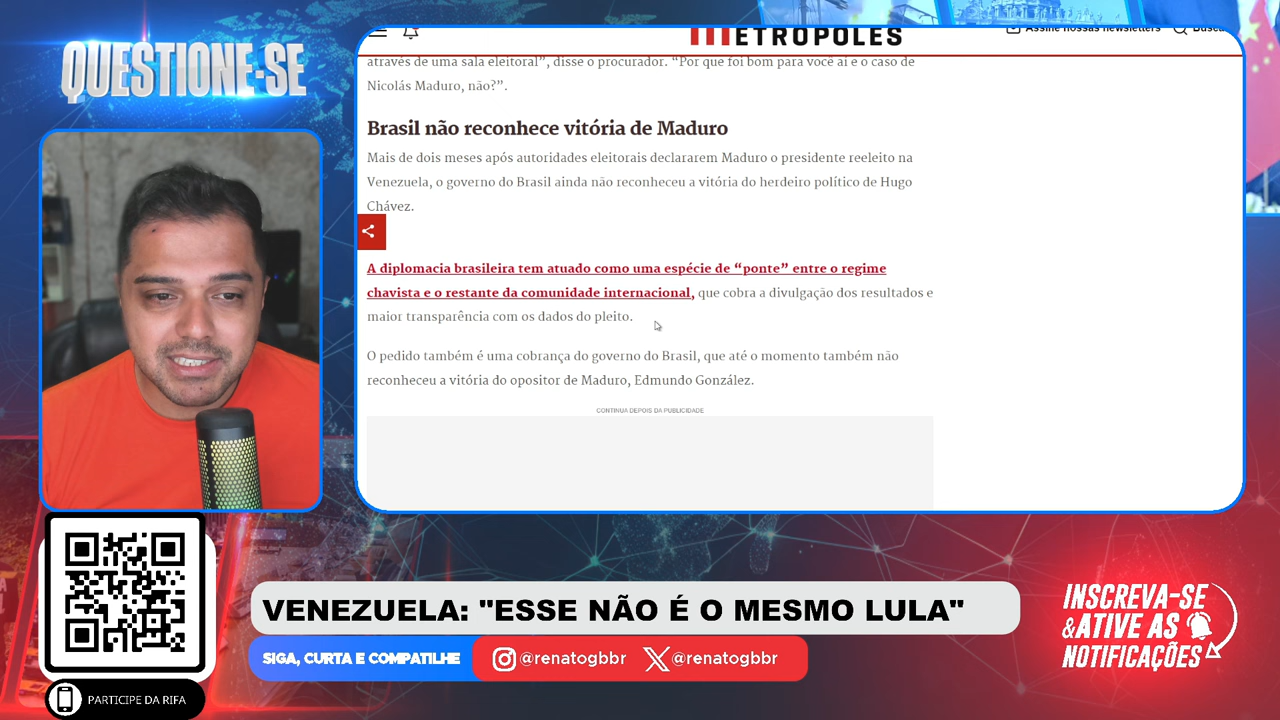 QUESTIONE-SE
METRÓPOLES
Assine nossas newsletters
através de uma sala eleitoral”, disse o procurador. “Por que foi bom para você aí e o caso de
Nicolás Maduro, não?”.
Brasil não reconhece vitória de Maduro
Mais de dois meses após autoridades eleitorais declararem Maduro o presidente reeleito na
Venezuela, o governo do Brasil ainda não reconheceu a vitória do herdeiro político de Hugo
Chávez.
A diplomacia brasileira tem atuado como uma espécie de “ponte” entre o regime
chavista e o restante da comunidade internacional, que cobra a divulgação dos resultados e
maior transparência com os dados do pleito.
O pedido também é uma cobrança do governo do Brasil, que até o momento também não
reconheceu a vitória do opositor de Maduro, Edmundo González.
CONTINUA DEPOIS DA PUBLICIDADE
VENEZUELA: "ESSE NÃO É O MESMO LULA"
SIGA, CURTA E COMPATILHE
@renatogbbr
@renatogbbr
INSCREVA-SE
&ATIVE AS
NOTIFICAÇÕES
PARTICIPE DA RIFA